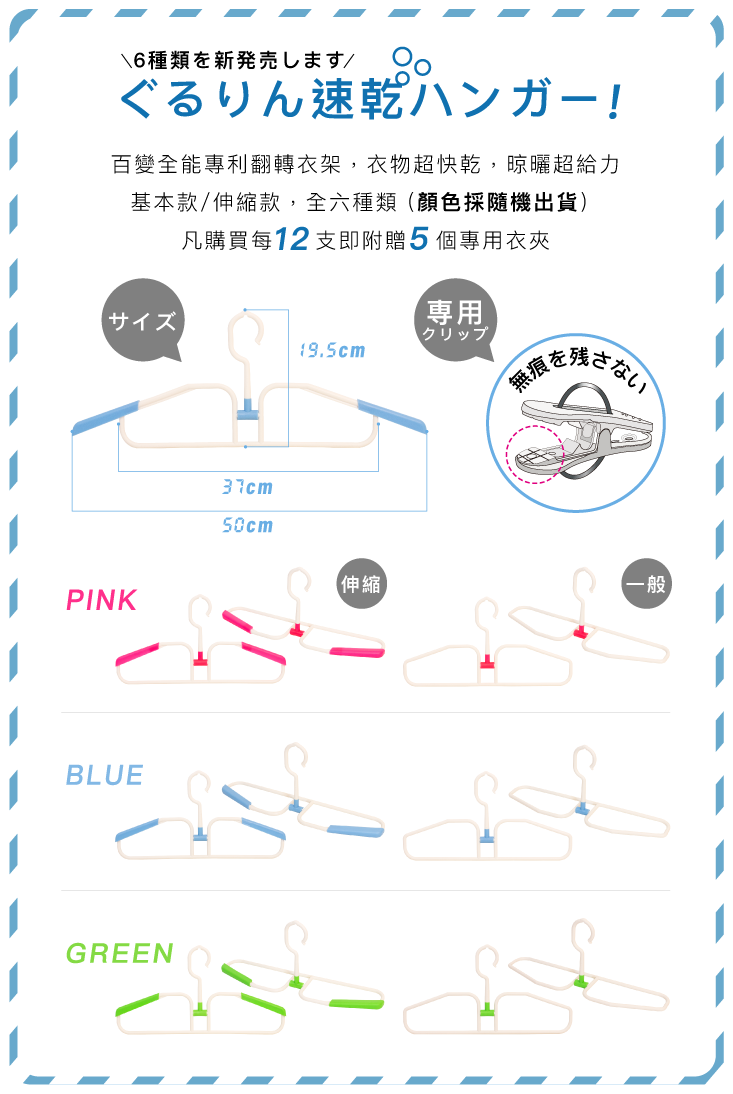 \6種類を新発売します/
ぐるりん速乾ハンガー!
百變全能專利翻轉衣架，衣物超快乾，晾曬超給力
基本款/伸縮款，全六種類（顏色採隨機出貨）
凡購買每12支即附贈5個專用衣夾
サイズ
19.5cm
37cm
50cm
専用
クリップ
無痕を残さない
PINK
伸縮
一般
BLUE
GREEN